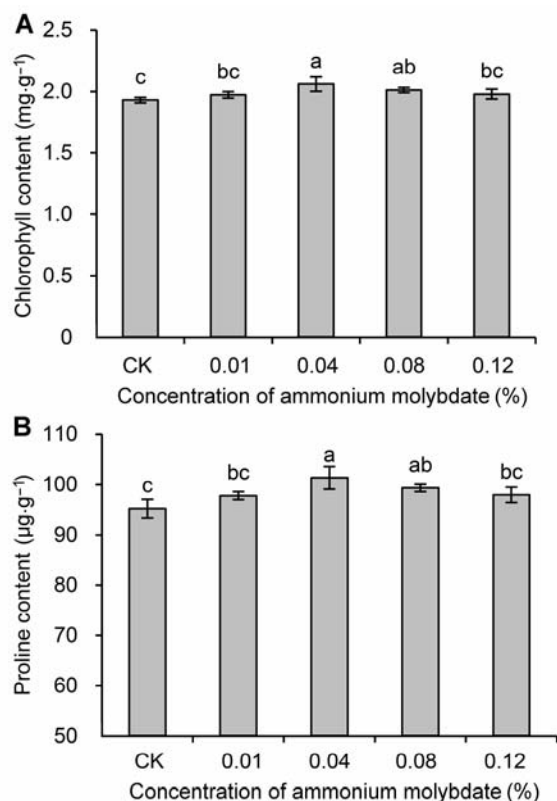 A
Chlorophyll content (mg·g⁻¹)
2.5
2.0
1.5
1.0
0.5
0
c bc a ab bc
CK 0.01 0.04 0.08 0.12
Concentration of ammonium molybdate (%)
B
Proline content (μg·g⁻¹)
110
100
90
80
70
60
50
c bc a ab bc
CK 0.01 0.04 0.08 0.12
Concentration of ammonium molybdate (%)